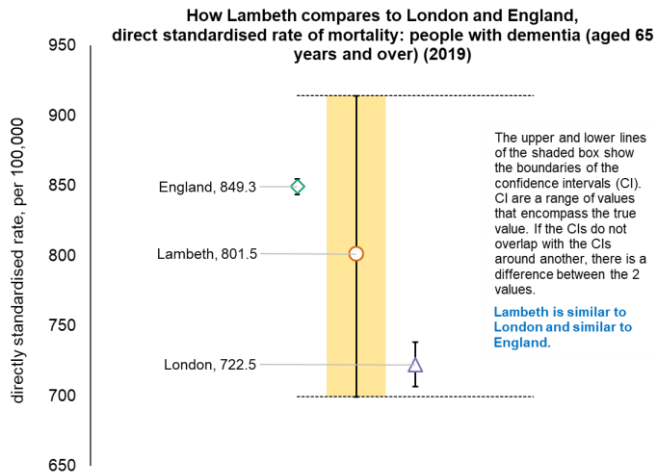 How Lambeth compares to London and England,
direct standardised rate of mortality: people with dementia (aged 65
years and over) (2019)
directly standardised rate, per 100,000
950
900
850
800
750
700
650
England, 849.3
Lambeth, 801.5
London, 722.5
The upper and lower lines
of the shaded box show
the boundaries of the
confidence intervals (CI).
CI are a range of values
that encompass the true
value. If the CIs do not
overlap with the CIs
around another, there is a
difference between the 2
values.
Lambeth is similar to
London and similar to
England.